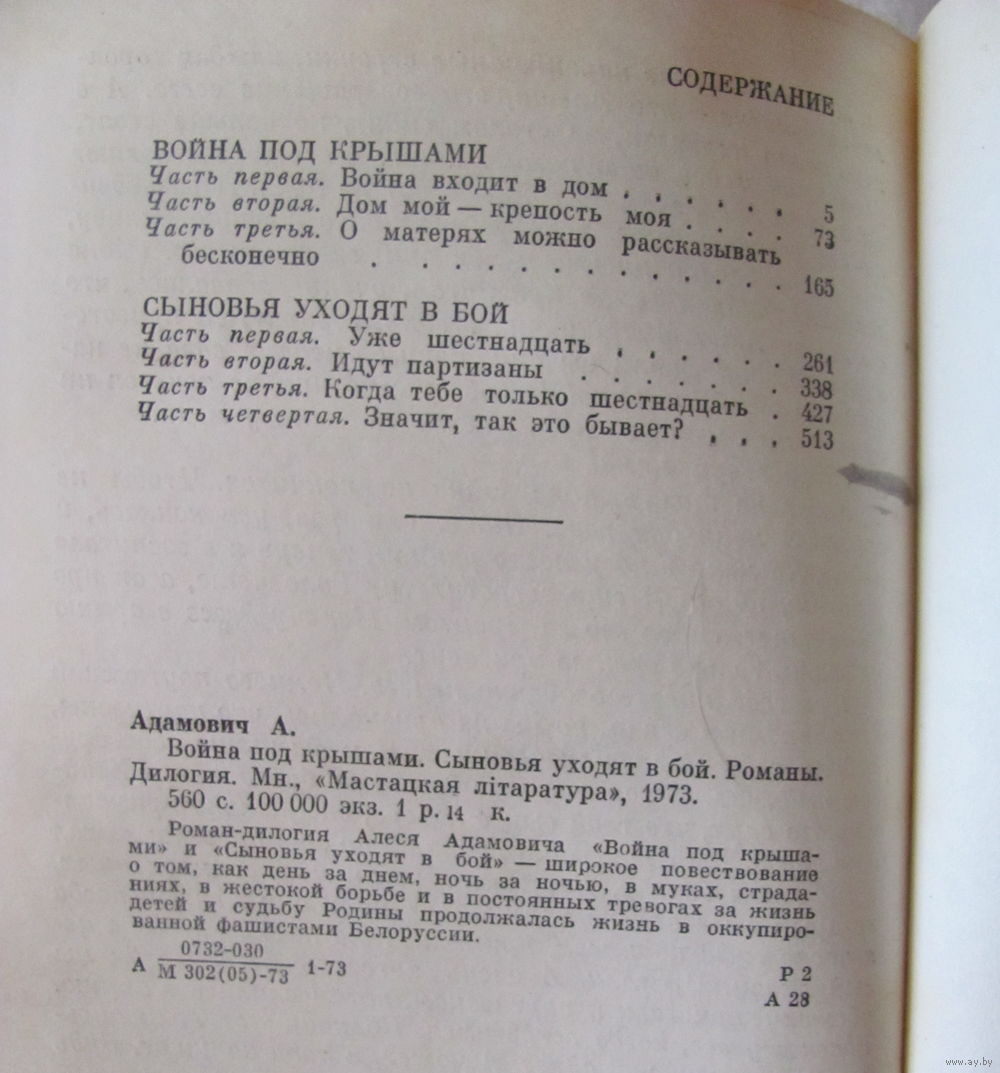 СОДЕРЖАНИЕ
ВОЙНА ПОД КРЫШАМИ
Часть первая. Война входит в дом . . . . . . 5
Часть вторая. Дом мой — крепость моя . . . . 73
Часть третья. О матерях можно рассказывать
бесконечно . . . . . . . . . . . . 165
СЫНОВЬЯ УХОДЯТ В БОЙ
Часть первая. Уже шестнадцать . . . . . . 261
Часть вторая. Идут партизаны . . . . . . . 338
Часть третья. Когда тебе только шестнадцать . 427
Часть четвертая. Значит, так это бывает? . . . 513
Адамович А.
Война под крышами. Сыновья уходят в бой. Романы.
Дилогия. Мн., «Мастацкая літаратура», 1973.
560 с. 100 000 экз. 1 р. 14 к.
Роман-дилогия Алеся Адамовича «Война под крыша-
ми» и «Сыновья уходят в бой» — широкое повествование
о том, как день за днем, ночь за ночью, в муках, страда-
ниях, в жестокой борьбе и в постоянных тревогах за жизнь
детей и судьбу Родины продолжалась жизнь в оккупиро-
ванной фашистами Белоруссии.
0732-030
А М 302(05)-73 1-73
Р 2
А 28
www.ay.by